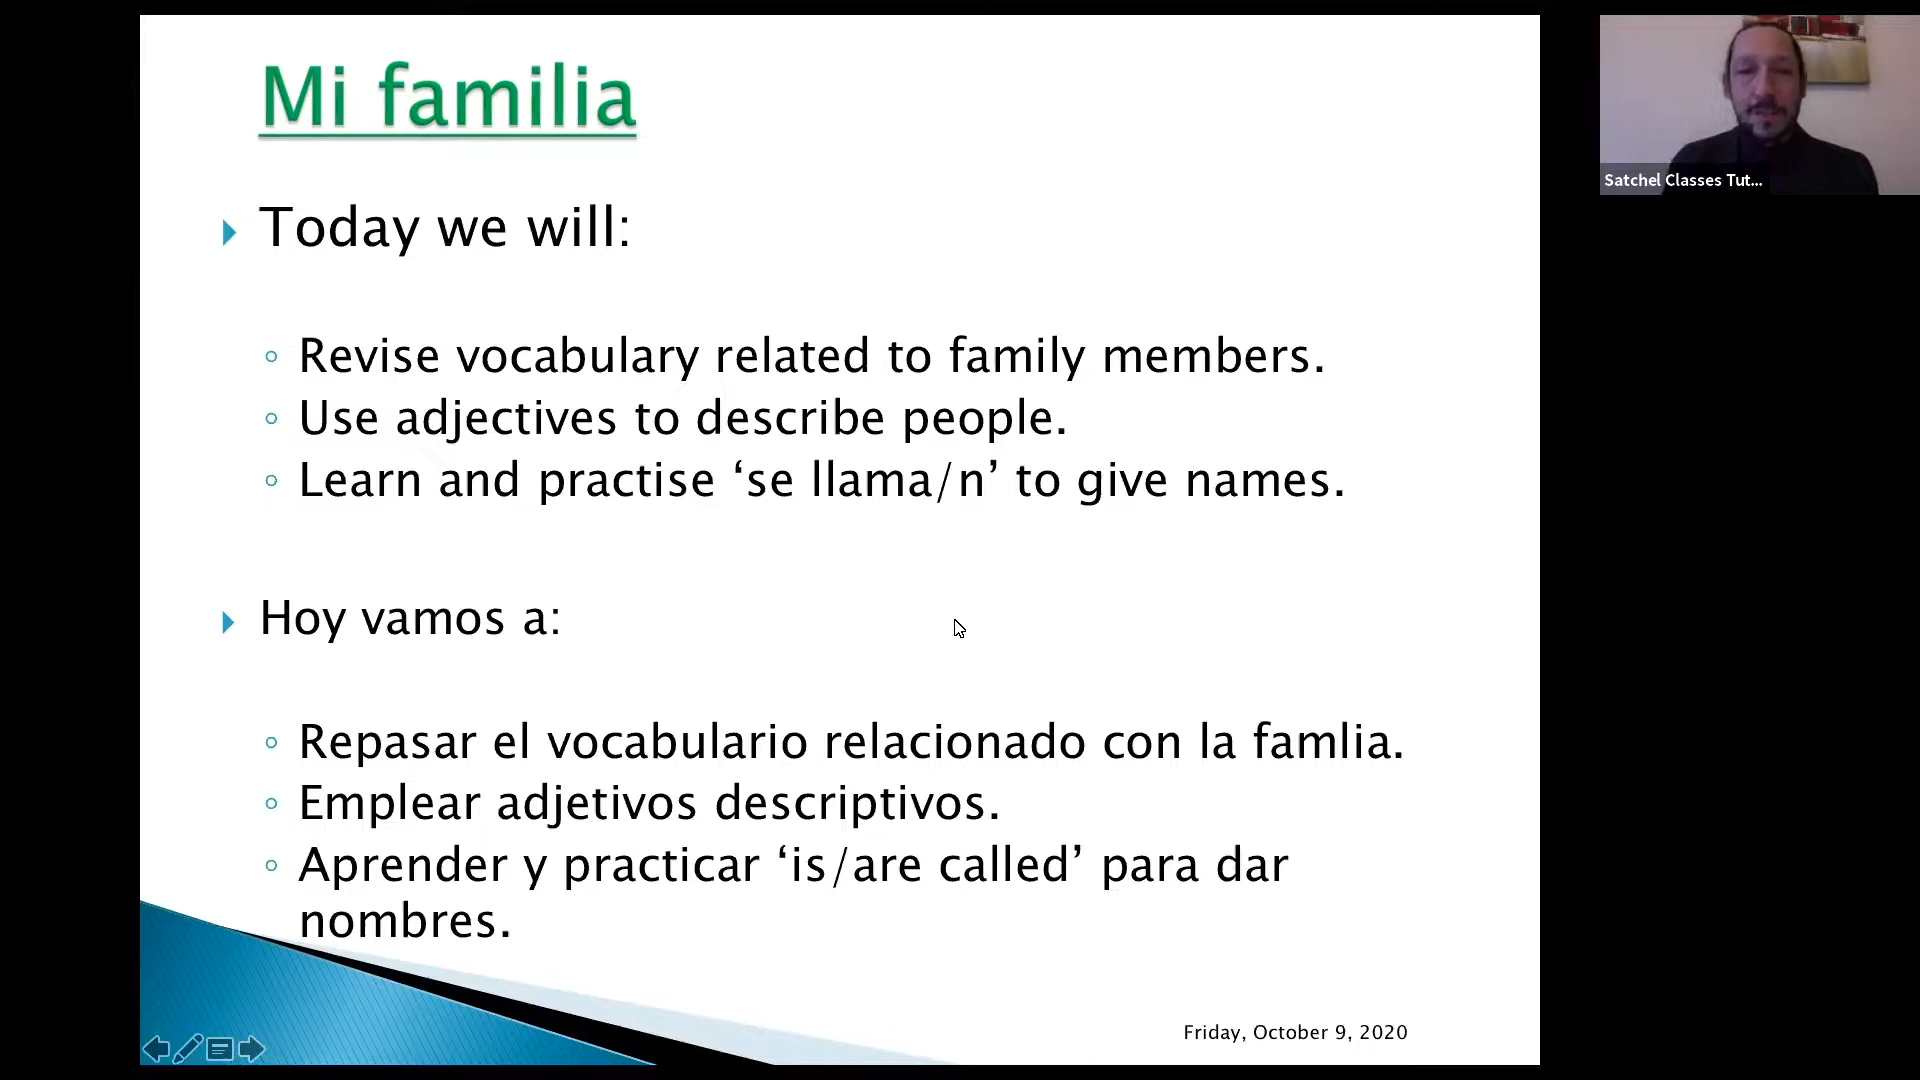 Mi familia
Today we will:
Revise vocabulary related to family members.
Use adjectives to describe people.
Learn and practise ‘se llama/n’ to give names.
Hoy vamos a:
Repasar el vocabulario relacionado con la famlia.
Emplear adjetivos descriptivos.
Aprender y practicar ‘is/are called’ para dar
nombres.
Friday, October 9, 2020
Satchel Classes Tut...